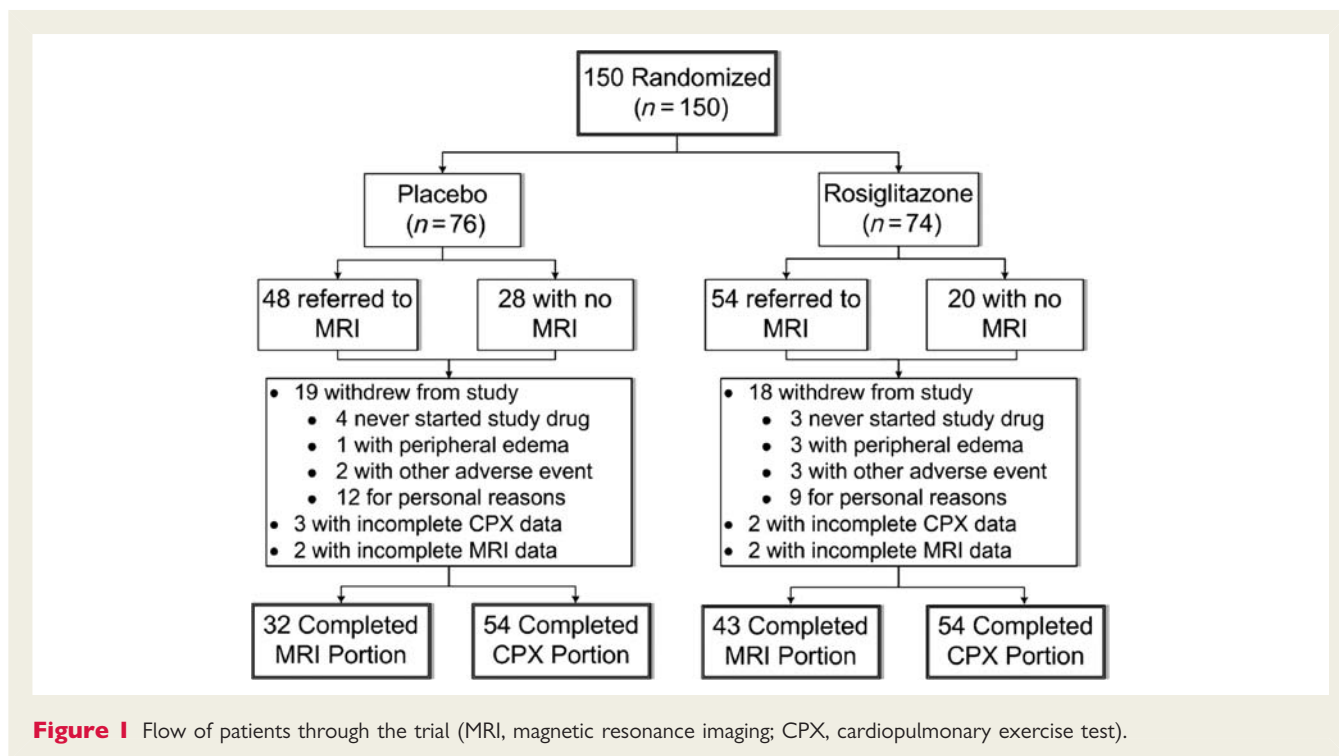 150 Randomized
(n = 150)
Placebo
(n = 76)
Rosiglitazone
(n = 74)
48 referred to
MRI
28 with no
MRI
54 referred to
MRI
20 with no
MRI
• 19 withdrew from study
• 4 never started study drug
• 1 with peripheral edema
• 2 with other adverse event
• 12 for personal reasons
• 3 with incomplete CPX data
• 2 with incomplete MRI data
• 18 withdrew from study
• 3 never started study drug
• 3 with peripheral edema
• 3 with other adverse event
• 9 for personal reasons
• 2 with incomplete CPX data
• 2 with incomplete MRI data
32 Completed
MRI Portion
54 Completed
CPX Portion
43 Completed
MRI Portion
54 Completed
CPX Portion
Figure 1 Flow of patients through the trial (MRI, magnetic resonance imaging; CPX, cardiopulmonary exercise test).